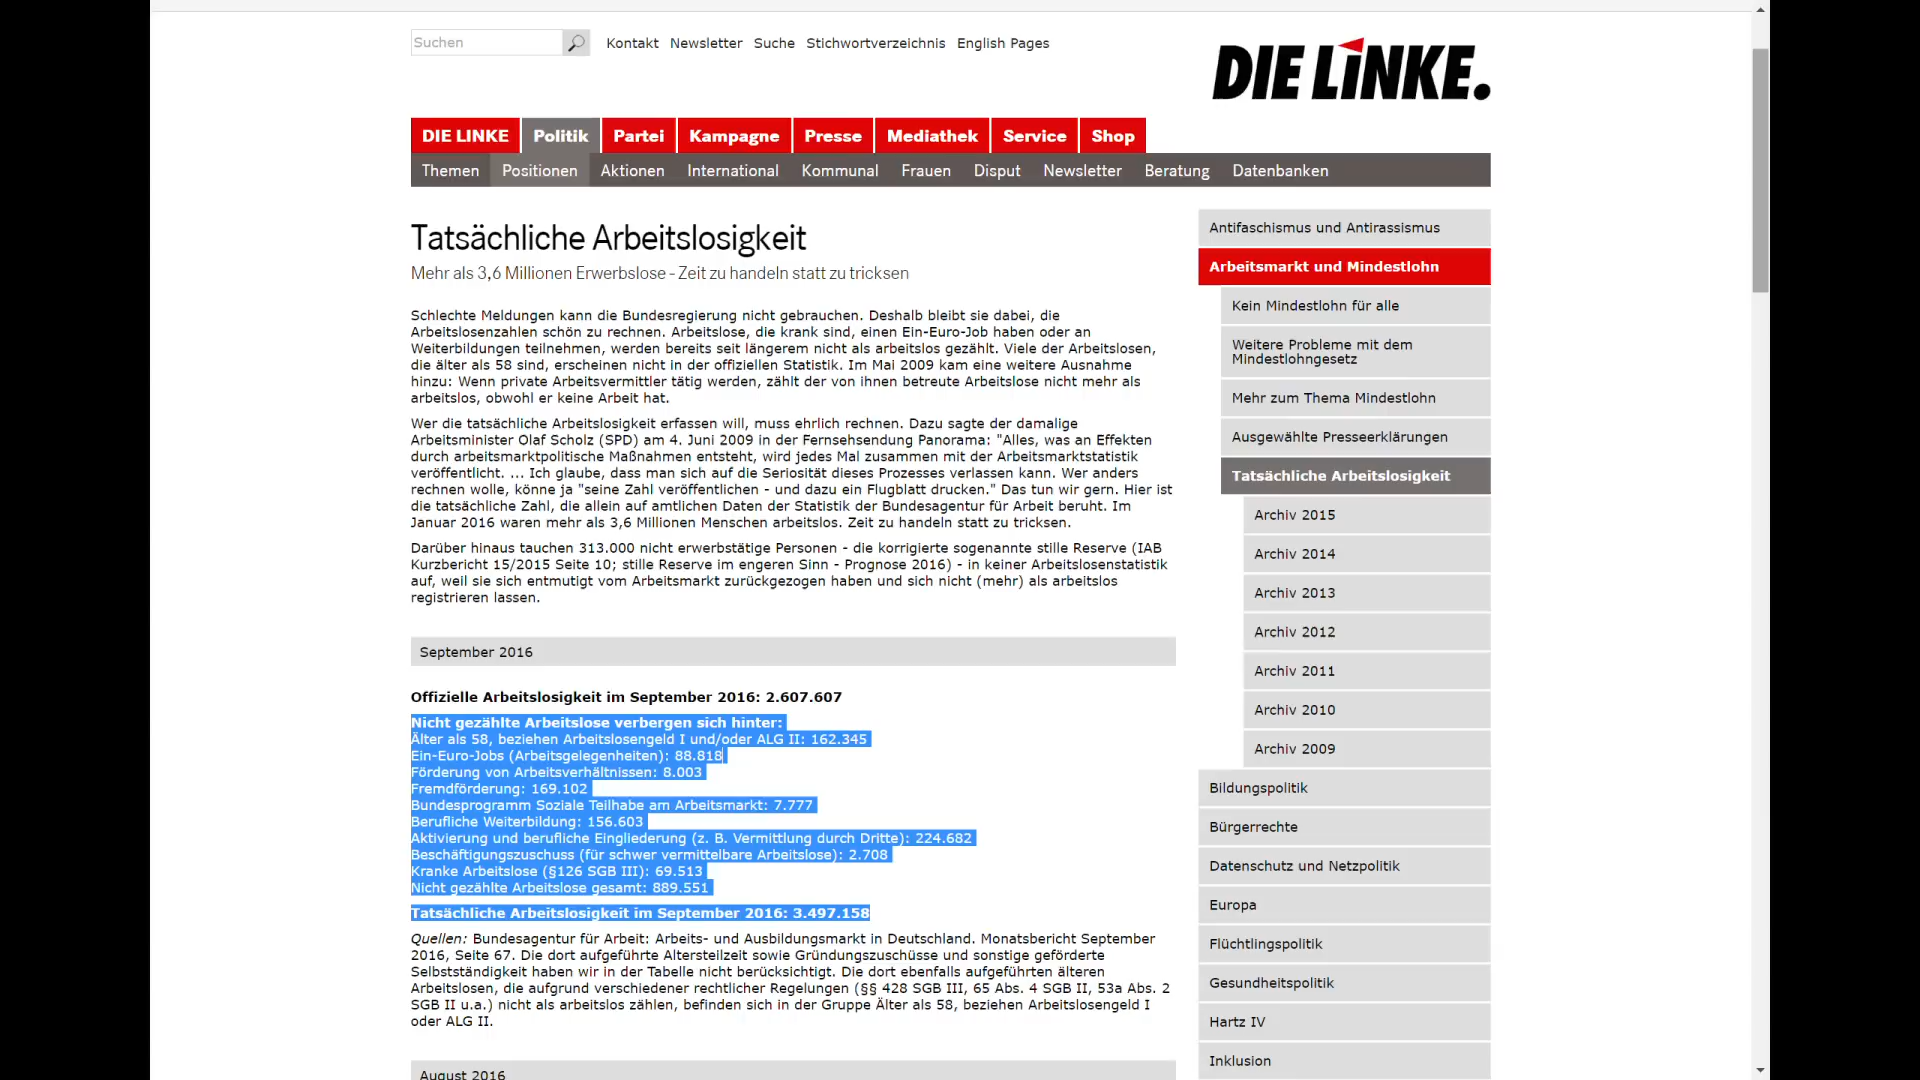 Suchen
Kontakt Newsletter Suche Stichwortverzeichnis English Pages
DIE LINKE.
DIE LINKE Politik Partei Kampagne Presse Mediathek Service Shop
Themen Positionen Aktionen International Kommunal Frauen Disput Newsletter Beratung Datenbanken
Tatsächliche Arbeitslosigkeit
Mehr als 3,6 Millionen Erwerbslose - Zeit zu handeln statt zu tricksen
Schlechte Meldungen kann die Bundesregierung nicht gebrauchen. Deshalb bleibt sie dabei, die
Arbeitslosenzahlen schön zu rechnen. Arbeitslose, die krank sind, einen Ein-Euro-Job haben oder an
Weiterbildungen teilnehmen, werden bereits seit längerem nicht als arbeitslos gezählt. Viele der Arbeitslosen,
die älter als 58 sind, erscheinen nicht in der offiziellen Statistik. Im Mai 2009 kam eine weitere Ausnahme
hinzu: Wenn private Arbeitsvermittler tätig werden, zählt der von ihnen betreute Arbeitslose nicht mehr als
arbeitslos, obwohl er keine Arbeit hat.
Wer die tatsächliche Arbeitslosigkeit erfassen will, muss ehrlich rechnen. Dazu sagte der damalige
Arbeitsminister Olaf Scholz (SPD) am 4. Juni 2009 in der Fernsehsendung Panorama: "Alles, was an Effekten
durch arbeitsmarktpolitische Maßnahmen entsteht, wird jedes Mal zusammen mit der Arbeitsmarktstatistik
veröffentlicht. ... Ich glaube, dass man sich auf die Seriosität dieses Prozesses verlassen kann. Wer anders
rechnen wolle, könne ja "seine Zahl veröffentlichen - und dazu ein Flugblatt drucken." Das tun wir gern. Hier ist
die tatsächliche Zahl, die allein auf amtlichen Daten der Statistik der Bundesagentur für Arbeit beruht. Im
Januar 2016 waren mehr als 3,6 Millionen Menschen arbeitslos. Zeit zu handeln statt zu tricksen.
Darüber hinaus tauchen 313.000 nicht erwerbstätige Personen - die korrigierte sogenannte stille Reserve (IAB
Kurzbericht 15/2015 Seite 10; stille Reserve im engeren Sinn - Prognose 2016) - in keiner Arbeitslosenstatistik
auf, weil sie sich entmutigt vom Arbeitsmarkt zurückgezogen haben und sich nicht (mehr) als arbeitslos
registrieren lassen.
September 2016
Offizielle Arbeitslosigkeit im September 2016: 2.607.607
Nicht gezählte Arbeitslose verbergen sich hinter:
Älter als 58, beziehen Arbeitslosengeld I und/oder ALG II: 162.345
Ein-Euro-Jobs (Arbeitsgelegenheiten): 88.818
Förderung von Arbeitsverhältnissen: 8.003
Fremdförderung: 169.102
Bundesprogramm Soziale Teilhabe am Arbeitsmarkt: 7.777
Berufliche Weiterbildung: 156.603
Aktivierung und berufliche Eingliederung (z. B. Vermittlung durch Dritte): 224.682
Beschäftigungszuschuss (für schwer vermittelbare Arbeitslose): 2.708
Kranke Arbeitslose (§126 SGB III): 69.513
Nicht gezählte Arbeitslose gesamt: 889.551
Tatsächliche Arbeitslosigkeit im September 2016: 3.497.158
Quellen: Bundesagentur für Arbeit: Arbeits- und Ausbildungsmarkt in Deutschland. Monatsbericht September
2016, Seite 67. Die dort aufgeführte Altersteilzeit sowie Gründungszuschüsse und sonstige geförderte
Selbstständigkeit haben wir in der Tabelle nicht berücksichtigt. Die dort ebenfalls aufgeführten älteren
Arbeitslosen, die aufgrund verschiedener rechtlicher Regelungen (§§ 428 SGB III, 65 Abs. 4 SGB II, 53a Abs. 2
SGB II u.a.) nicht als arbeitslos zählen, befinden sich in der Gruppe Älter als 58, beziehen Arbeitslosengeld I
oder ALG II.
August 2016
Antifaschismus und Antirassismus
Arbeitsmarkt und Mindestlohn
Kein Mindestlohn für alle
Weitere Probleme mit dem
Mindestlohngesetz
Mehr zum Thema Mindestlohn
Ausgewählte Presseerklärungen
Tatsächliche Arbeitslosigkeit
Archiv 2015
Archiv 2014
Archiv 2013
Archiv 2012
Archiv 2011
Archiv 2010
Archiv 2009
Bildungspolitik
Bürgerrechte
Datenschutz und Netzpolitik
Europa
Flüchtlingspolitik
Gesundheitspolitik
Hartz IV
Inklusion